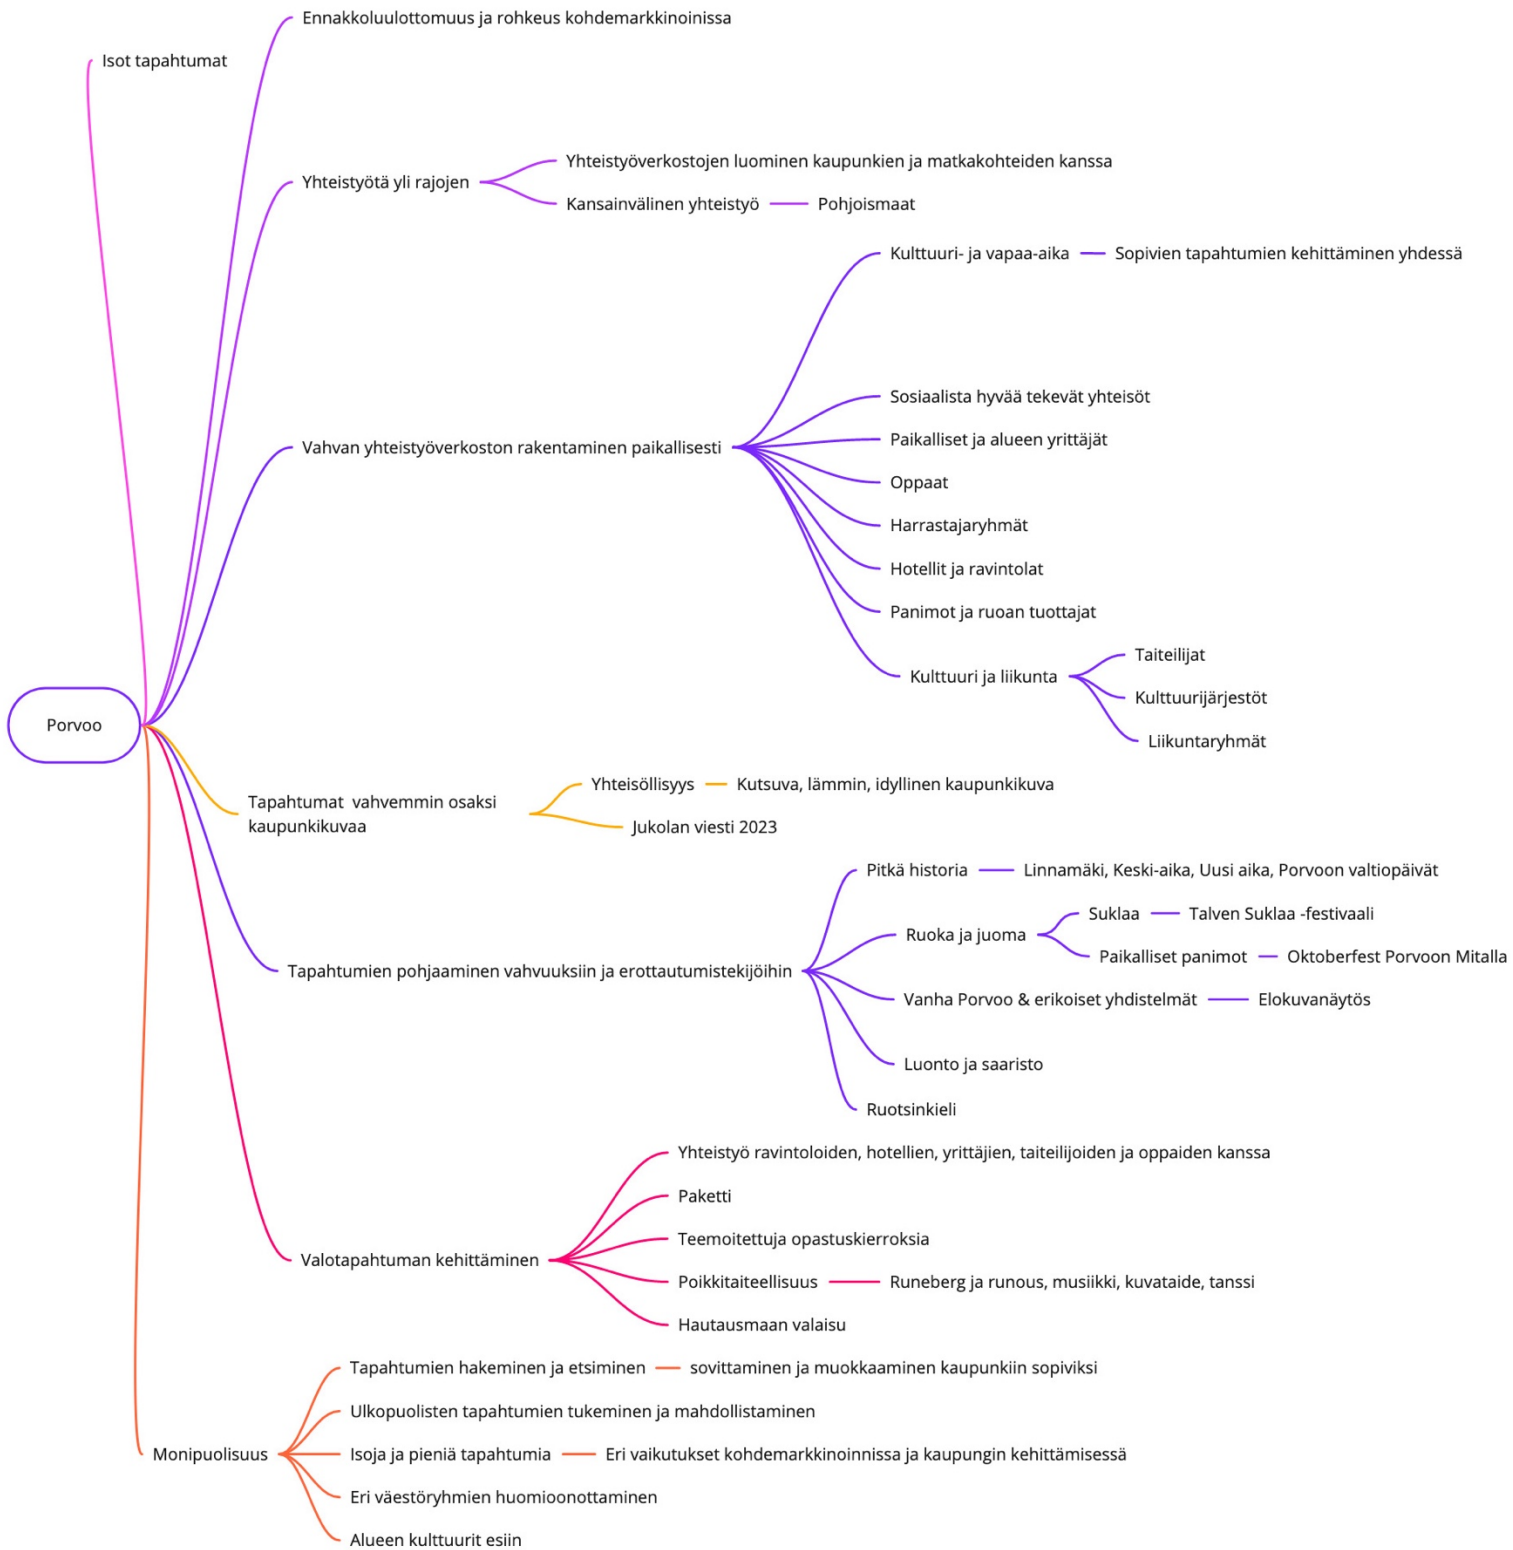 Ennakkoluulottomuus ja rohkeus kohdemarkkinoinissa
Isot tapahtumat
Yhteistyötä yli rajojen
Yhteistyöverkostojen luominen kaupunkien ja matkakohteiden kanssa
Kansainvälinen yhteistyö
Pohjoismaat
Vahvan yhteistyöverkoston rakentaminen paikallisesti
Kulttuuri- ja vapaa-aika
Sopivien tapahtumien kehittäminen yhdessä
Sosiaalista hyvää tekevät yhteisöt
Paikalliset ja alueen yrittäjät
Oppaat
Harrastajaryhmät
Hotellit ja ravintolat
Panimot ja ruoan tuottajat
Kulttuuri ja liikunta
Taiteilijat
Kulttuurijärjestöt
Liikuntaryhmät
Porvoo
Tapahtumat  vahvemmin osaksi
kaupunkikuvaa
Yhteisöllisyys
Kutsuva, lämmin, idyllinen kaupunkikuva
Jukolan viesti 2023
Tapahtumien pohjaaminen vahvuuksiin ja erottautumistekijöihin
Pitkä historia
Linnamäki, Keski-aika, Uusi aika, Porvoon valtiopäivät
Ruoka ja juoma
Suklaa
Talven Suklaa -festivaali
Paikalliset panimot
Oktoberfest Porvoon Mitalla
Vanha Porvoo & erikoiset yhdistelmät
Elokuvanäytös
Luonto ja saaristo
Ruotsinkieli
Valotapahtuman kehittäminen
Yhteistyö ravintoloiden, hotellien, yrittäjien, taiteilijoiden ja oppaiden kanssa
Paketti
Teemoitettuja opastuskierroksia
Poikkitaiteellisuus
Runeberg ja runous, musiikki, kuvataide, tanssi
Hautausmaan valaisu
Monipuolisuus
Tapahtumien hakeminen ja etsiminen
sovittaminen ja muokkaaminen kaupunkiin sopiviksi
Ulkopuolisten tapahtumien tukeminen ja mahdollistaminen
Isoja ja pieniä tapahtumia
Eri vaikutukset kohdemarkkinoinnissa ja kaupungin kehittämisessä
Eri väestöryhmien huomioonottaminen
Alueen kulttuurit esiin